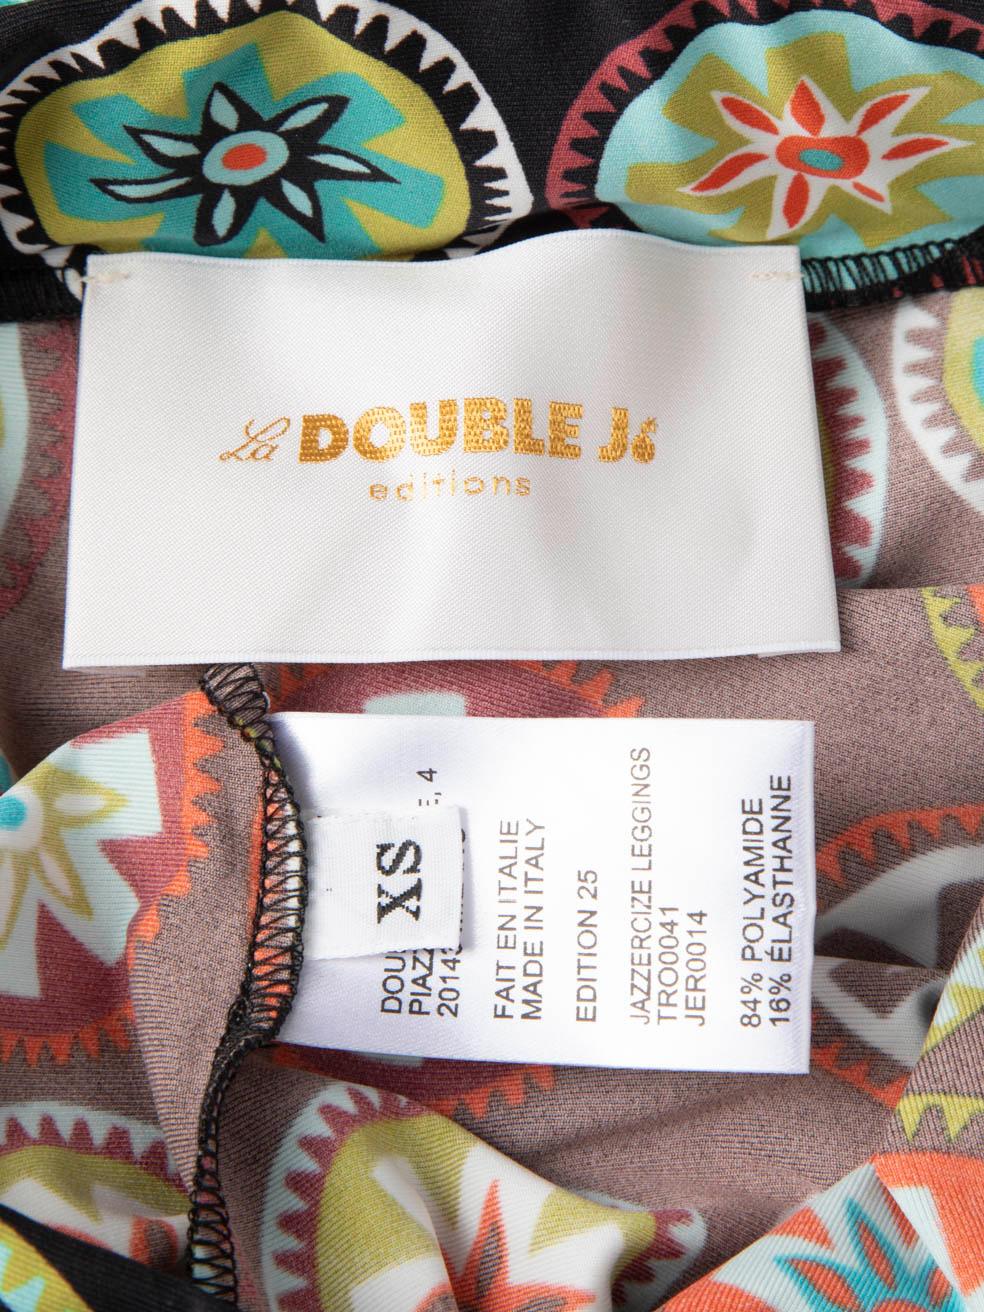 La DOUBLE J
editions
XS
FAIT EN ITALIE
MADE IN ITALY
EDITION 25
JAZZERCIZE LEGGINGS
TRO0041
JER0014
84% POLYAMIDE
16% ÉLASTHANNE